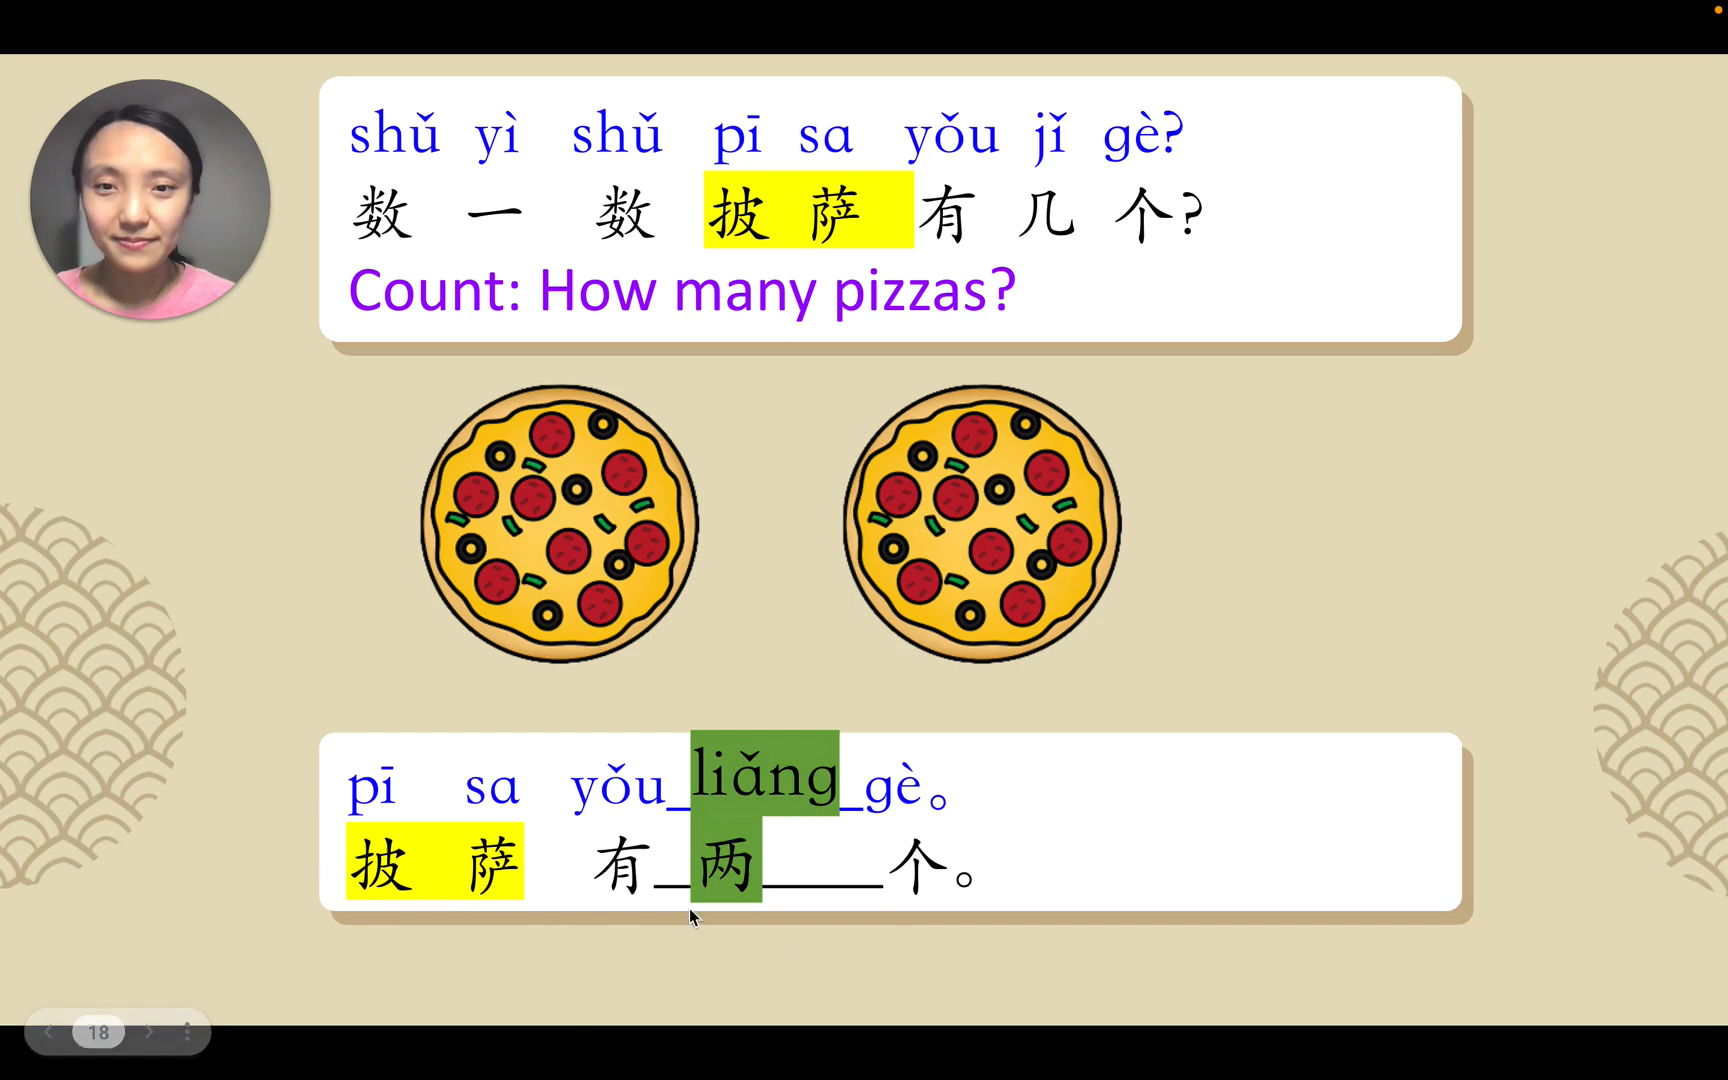 shǔ yì shǔ pī sa yǒu jǐ gè?
数 一 数 披 萨 有 几 个?
Count: How many pizzas?
pī sa yǒu_liǎng_gè。
披 萨 有__两____个。
18